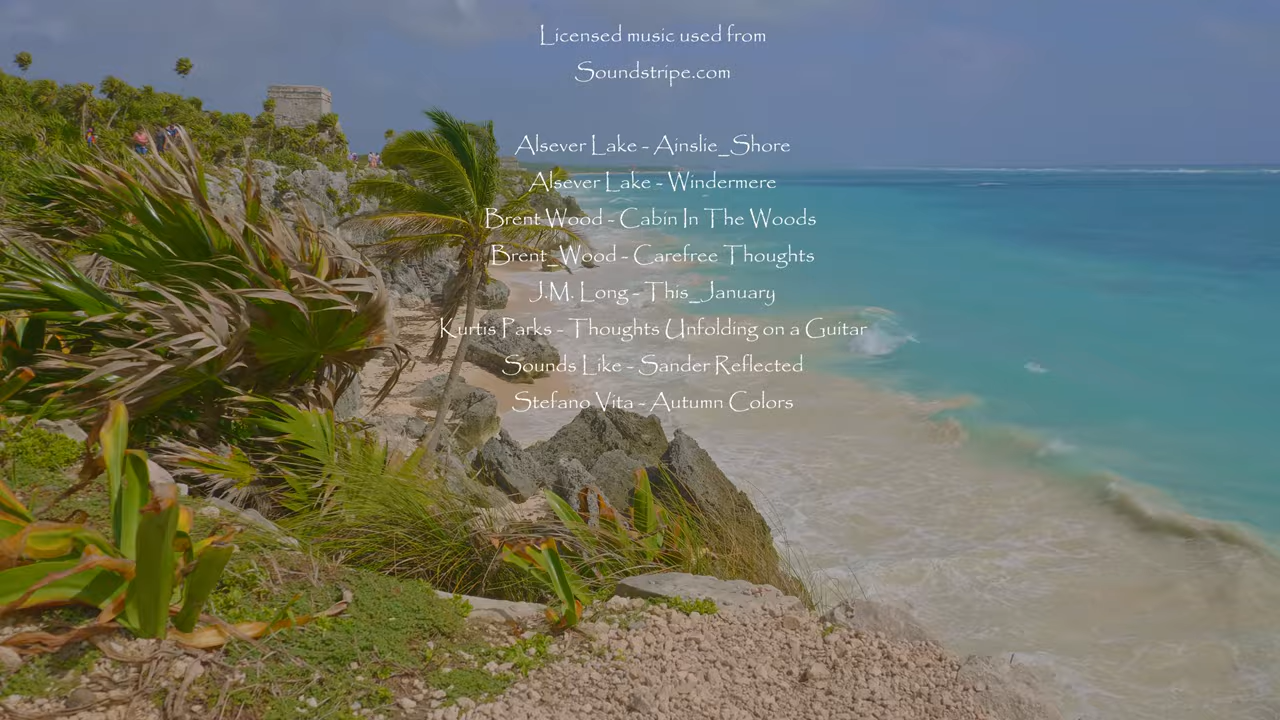 Licensed music used from
Soundstripe.com
Alsever Lake - Ainslie_Shore
Alsever Lake - Windermere
Brent Wood - Cabin In The Woods
Brent_Wood - Carefree Thoughts
J.M. Long - This_January
Kurtis Parks - Thoughts Unfolding on a Guitar
Sounds Like - Sander Reflected
Stefano Vita - Autumn Colors